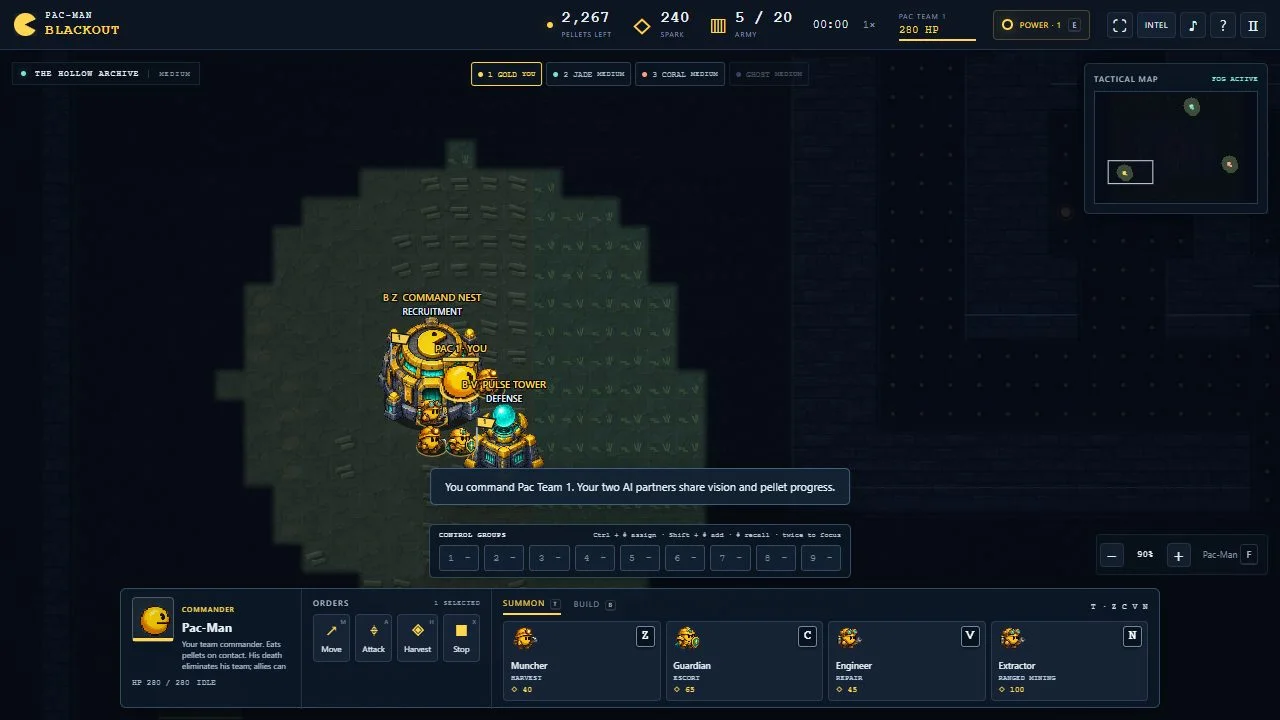 PAC-MAN
BLACKOUT
2,267
PELLETS LEFT
240
SPARK
5 / 20
ARMY
00:00 1×
PAC TEAM 1
280 HP
POWER · 1 E
INTEL
?
THE HOLLOW ARCHIVE MEDIUM
1 GOLD YOU
2 JADE MEDIUM
3 CORAL MEDIUM
GHOST MEDIUM
TACTICAL MAP FOG ACTIVE
B Z COMMAND NEST
RECRUITMENT
PAC 1 · YOU
B V PULSE TOWER
DEFENSE
You command Pac Team 1. Your two AI partners share vision and pellet progress.
CONTROL GROUPS Ctrl + # assign · Shift + # add · # recall · twice to focus
1 – 2 – 3 – 4 – 5 – 6 – 7 – 8 – 9 –
− 90% + Pac-Man F
COMMANDER
Pac-Man
Your team commander. Eats
pellets on contact. His death
eliminates his team; allies can
HP 280 / 280 IDLE
ORDERS 1 SELECTED
M A H X
Move Attack Harvest Stop
SUMMON T BUILD B T · Z C V N
Z
Muncher
HARVEST
40
C
Guardian
ESCORT
65
V
Engineer
REPAIR
45
N
Extractor
RANGED MINING
100